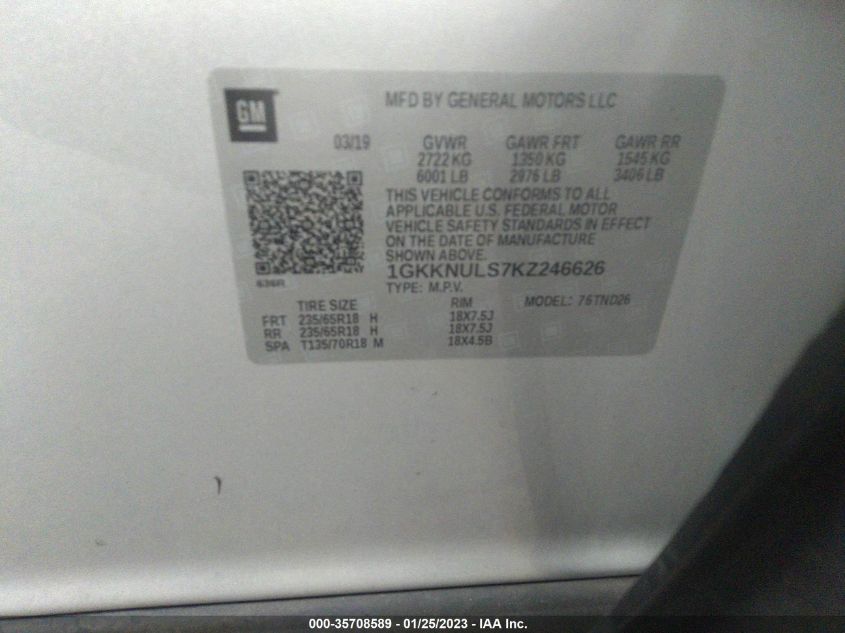 GM
MFD BY GENERAL MOTORS LLC
03/19 GVWR GAWR FRT GAWR RR
2722 KG 1350 KG 1545 KG
6001 LB 2976 LB 3406 LB
THIS VEHICLE CONFORMS TO ALL
APPLICABLE U.S. FEDERAL MOTOR
VEHICLE SAFETY STANDARDS IN EFFECT
ON THE DATE OF MANUFACTURE
SHOWN ABOVE.
1GKKNULS7KZ246626
TYPE: M.P.V.
TIRE SIZE RIM MODEL: 76TND26
FRT 235/65R18 H 18X7.5J
RR 235/65R18 H 18X7.5J
SPA T135/70R18 M 18X4.5B
000-35708589 - 01/25/2023 - IAA Inc.